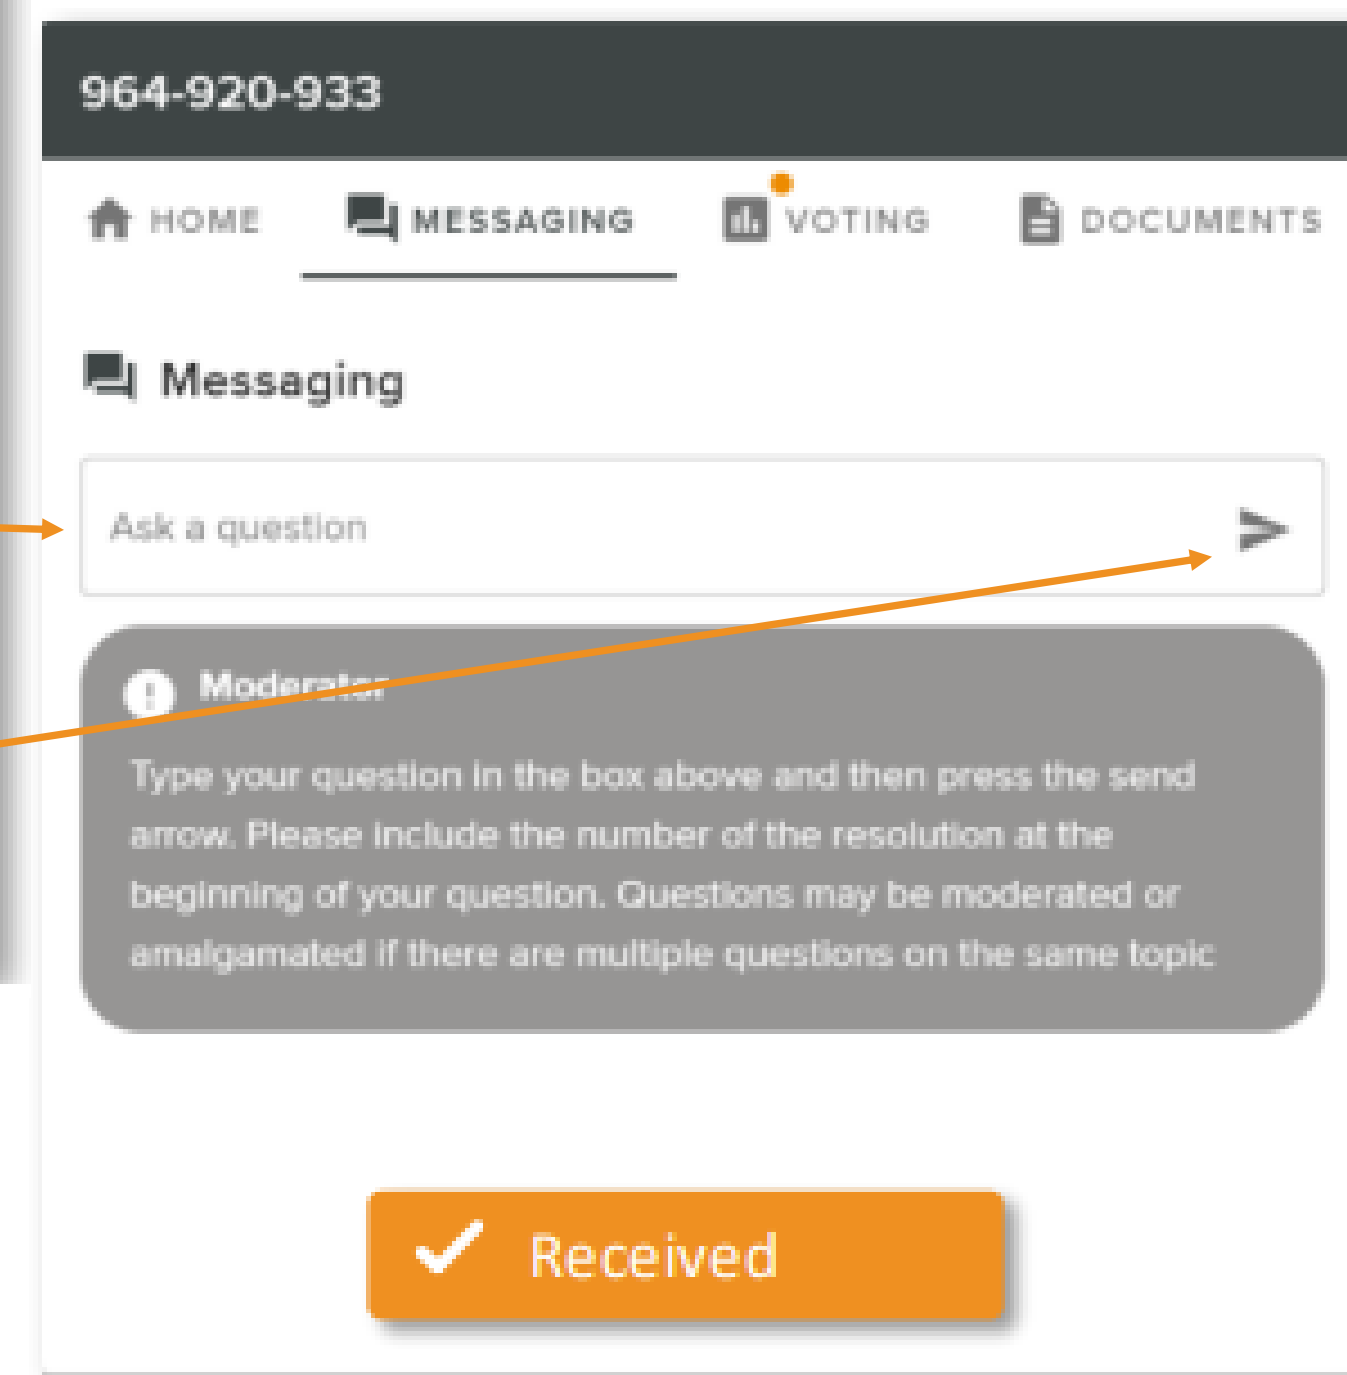 964-920-933
HOME MESSAGING VOTING DOCUMENTS
Messaging
Ask a question
Moderator
Type your question in the box above and then press the send
arrow. Please include the number of the resolution at the
beginning of your question. Questions may be moderated or
amalgamated if there are multiple questions on the same topic
Received